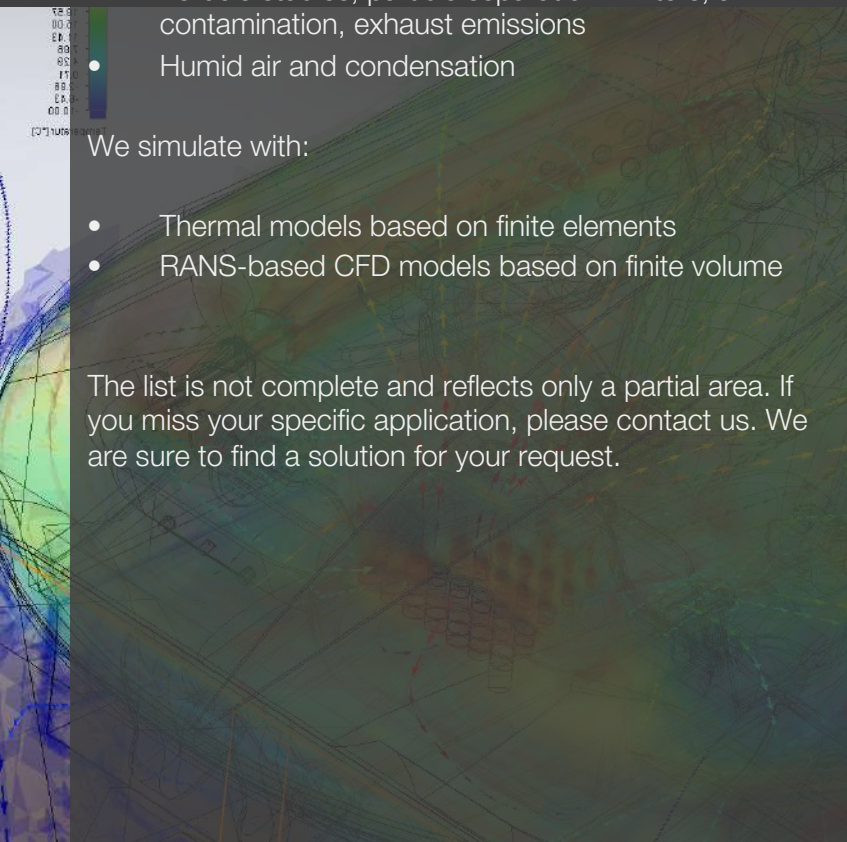 contamination, exhaust emissions
• Humid air and condensation
We simulate with:
• Thermal models based on finite elements
• RANS-based CFD models based on finite volume
The list is not complete and reflects only a partial area. If
you miss your specific application, please contact us. We
are sure to find a solution for your request.